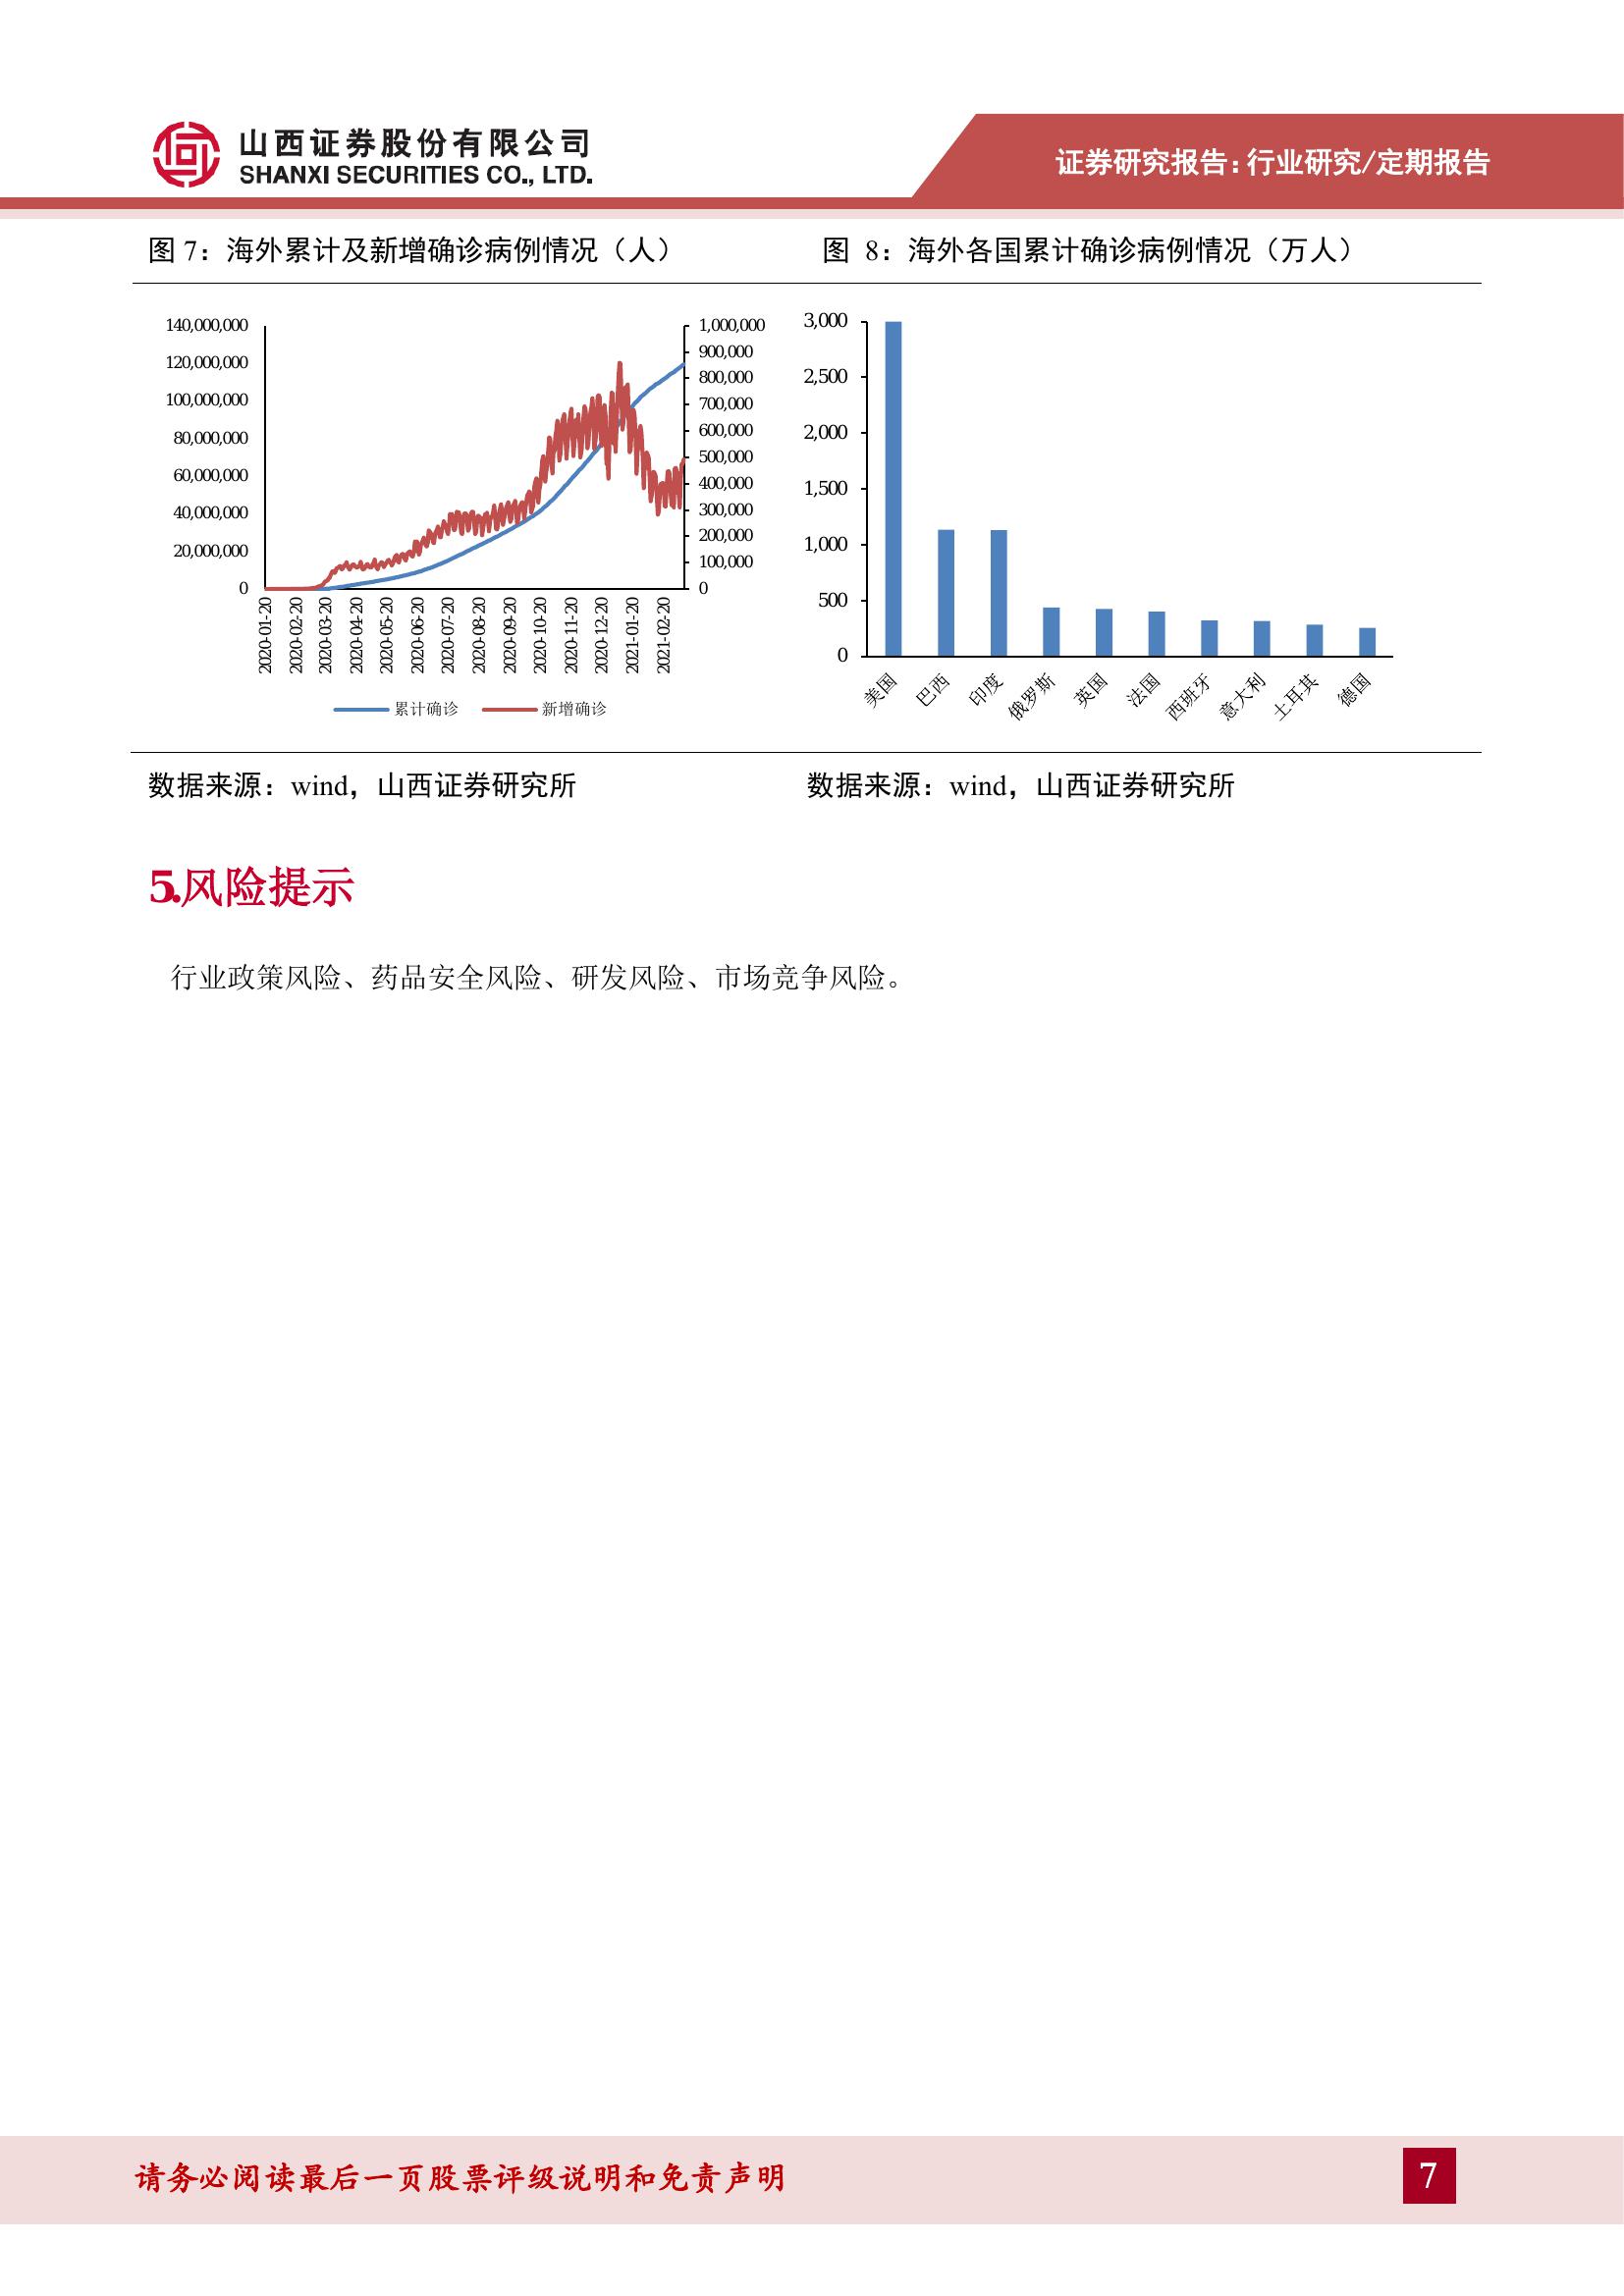 山西证券股份有限公司
SHANXI SECURITIES CO., LTD.
证券研究报告：行业研究/定期报告
图 7：海外累计及新增确诊病例情况（人）
图 8：海外各国累计确诊病例情况（万人）
140,000,000
120,000,000
100,000,000
80,000,000
60,000,000
40,000,000
20,000,000
0
1,000,000
900,000
800,000
700,000
600,000
500,000
400,000
300,000
200,000
100,000
0
2020-01-20
2020-02-20
2020-03-20
2020-04-20
2020-05-20
2020-06-20
2020-07-20
2020-08-20
2020-09-20
2020-10-20
2020-11-20
2020-12-20
2021-01-20
2021-02-20
累计确诊
新增确诊
3,000
2,500
2,000
1,500
1,000
500
0
美国
巴西
印度
俄罗斯
英国
法国
西班牙
意大利
土耳其
德国
数据来源：wind，山西证券研究所
数据来源：wind，山西证券研究所
5.风险提示
行业政策风险、药品安全风险、研发风险、市场竞争风险。
请务必阅读最后一页股票评级说明和免责声明
7